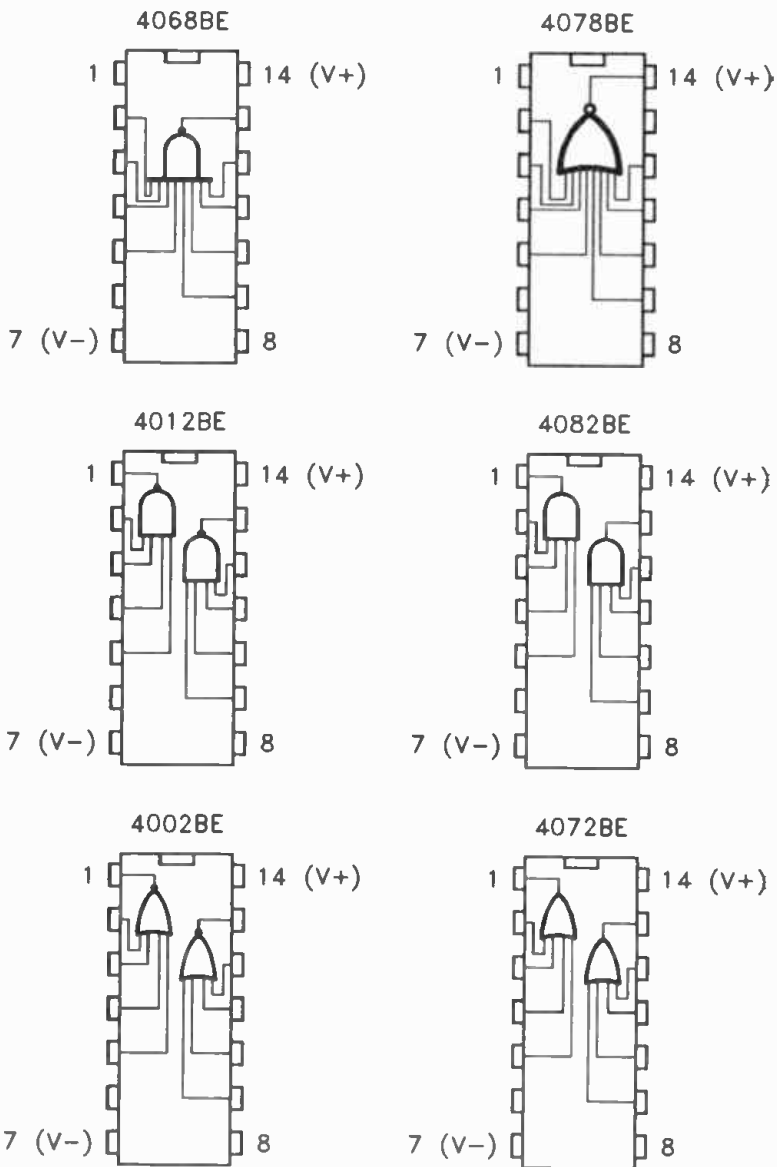 4068BE
4078BE
1 14 (V+)
1 14 (V+)
7 (V-) 8
7 (V-) 8
4012BE
4082BE
1 14 (V+)
1 14 (V+)
7 (V-) 8
7 (V-) 8
4002BE
4072BE
1 14 (V+)
1 14 (V+)
7 (V-) 8
7 (V-) 8